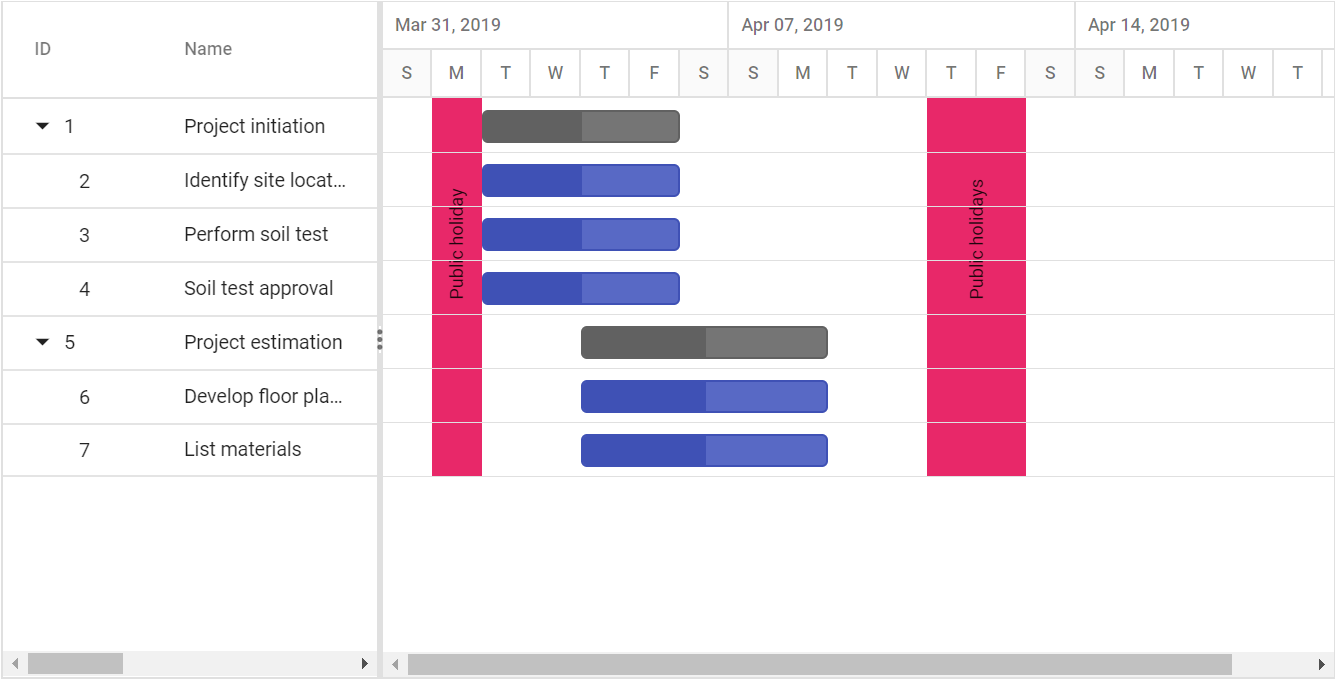 ID Name Mar 31, 2019 Apr 07, 2019 Apr 14, 2019
S M T W T F S S M T W T F S S M T W T
1 Project initiation
2 Identify site locat...
3 Perform soil test
4 Soil test approval
5 Project estimation
6 Develop floor pla...
7 List materials
Public holiday
Public holidays